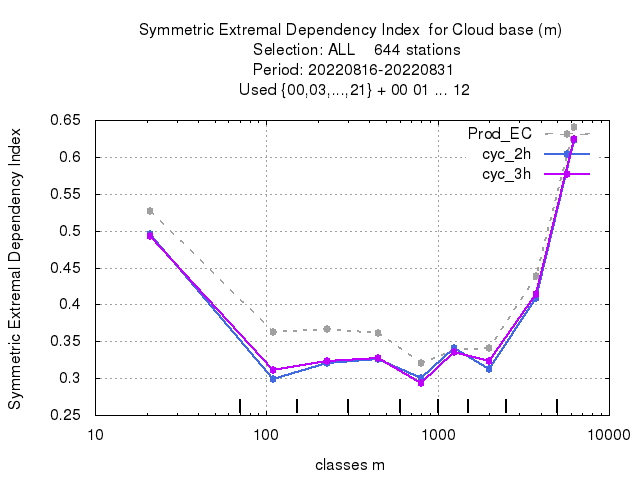 Symmetric Extremal Dependency Index for Cloud base (m)
Selection: ALL 644 stations
Period: 20220816-20220831
Used {00,03,...,21} + 00 01 ... 12
Symmetric Extremal Dependency Index
0.65
0.6
0.55
0.5
0.45
0.4
0.35
0.3
0.25
Prod_EC
cyc_2h
cyc_3h
10 100 1000 10000
classes m